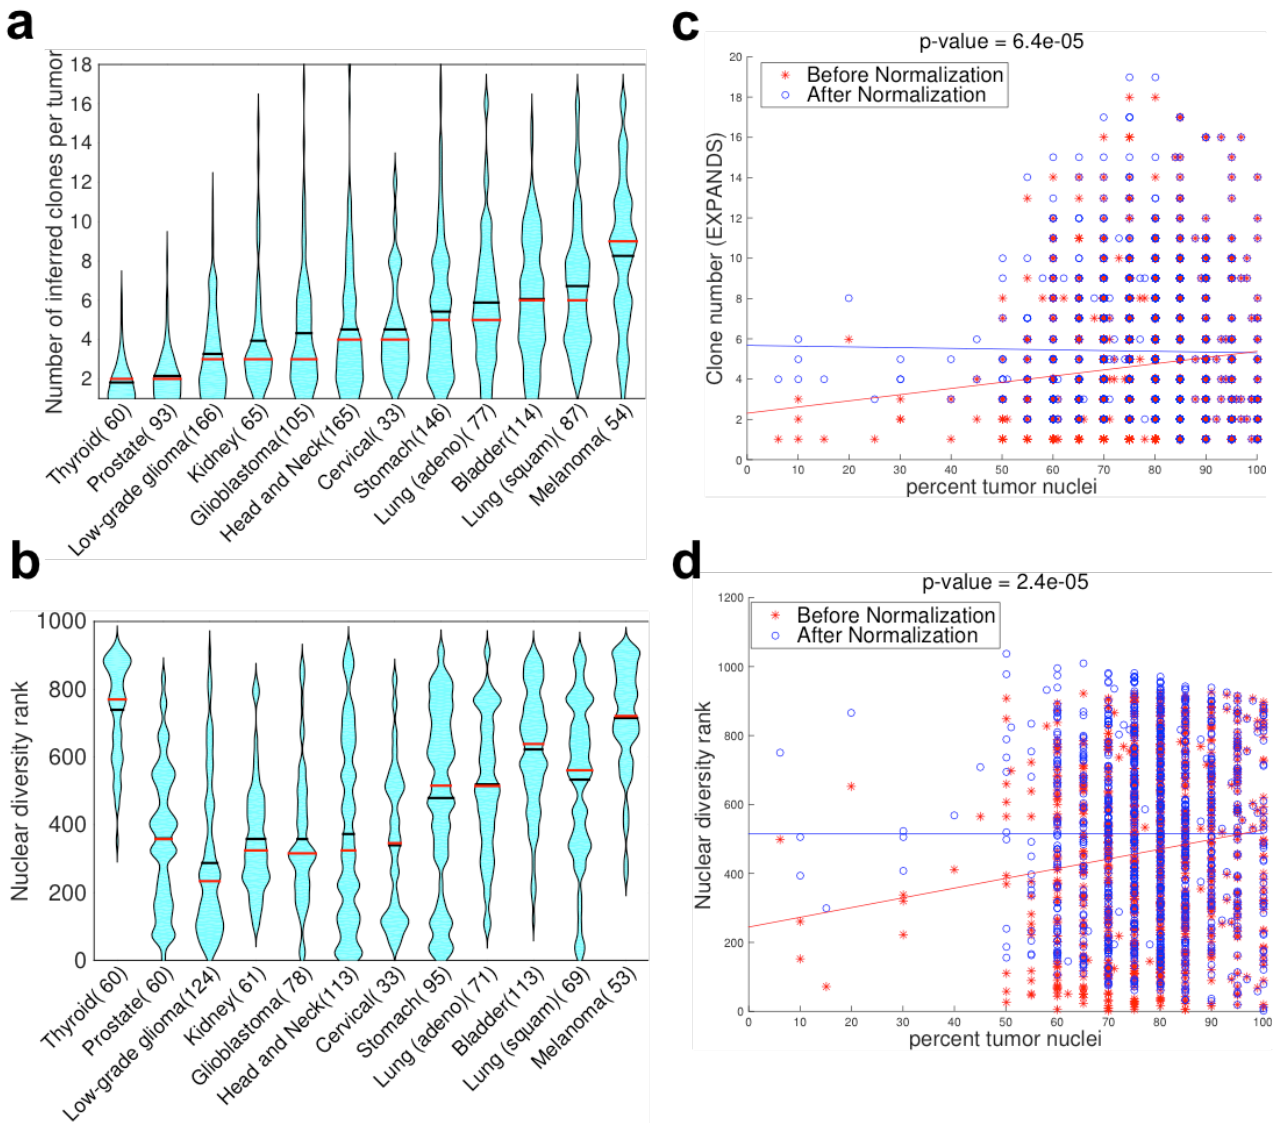 a
Number of inferred clones per tumor
18
16
14
12
10
8
6
4
2
Thyroid( 60)
Prostate( 93)
Low-grade glioma(166)
Kidney( 65)
Glioblastoma(105)
Head and Neck(165)
Cervical( 33)
Stomach(146)
Lung (adeno)( 77)
Bladder(114)
Lung (squam)( 87)
Melanoma( 54)
c
p-value = 6.4e-05
Before Normalization
After Normalization
Clone number (EXPANDS)
20
18
16
14
12
10
8
6
4
2
0
0 10 20 30 40 50 60 70 80 90 100
percent tumor nuclei
b
Nuclear diversity rank
1000
800
600
400
200
0
Thyroid( 60)
Prostate( 60)
Low-grade glioma(124)
Kidney( 61)
Glioblastoma( 78)
Head and Neck(113)
Cervical( 33)
Stomach( 95)
Lung (adeno)( 71)
Bladder(113)
Lung (squam)( 69)
Melanoma( 53)
d
p-value = 2.4e-05
Before Normalization
After Normalization
Nuclear diversity rank
1200
1000
800
600
400
200
0
0 10 20 30 40 50 60 70 80 90 100
percent tumor nuclei